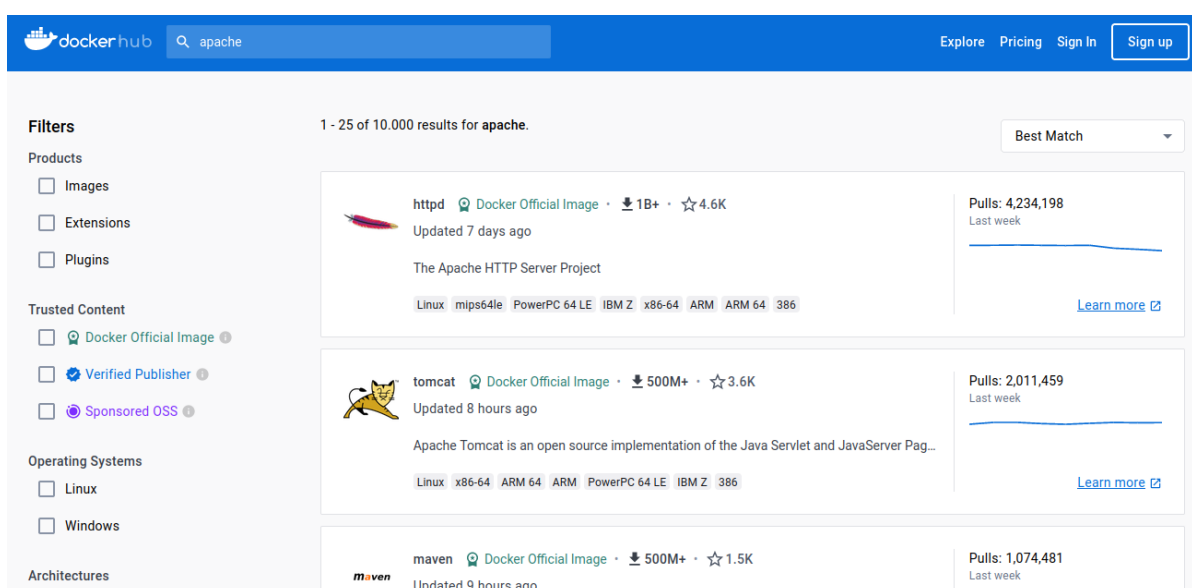 dockerhub apache Explore Pricing Sign In Sign up
Filters
Products
Images
Extensions
Plugins
Trusted Content
Docker Official Image
Verified Publisher
Sponsored OSS
Operating Systems
Linux
Windows
Architectures
1 - 25 of 10.000 results for apache.
Best Match
httpd Docker Official Image · 1B+ · 4.6K
Updated 7 days ago
The Apache HTTP Server Project
Linux mips64le PowerPC 64 LE IBM Z x86-64 ARM ARM 64 386
Pulls: 4,234,198
Last week
Learn more
tomcat Docker Official Image · 500M+ · 3.6K
Updated 8 hours ago
Apache Tomcat is an open source implementation of the Java Servlet and JavaServer Pag...
Linux x86-64 ARM 64 ARM PowerPC 64 LE IBM Z 386
Pulls: 2,011,459
Last week
Learn more
maven
maven Docker Official Image · 500M+ · 1.5K
Updated 9 hours ago
Pulls: 1,074,481
Last week